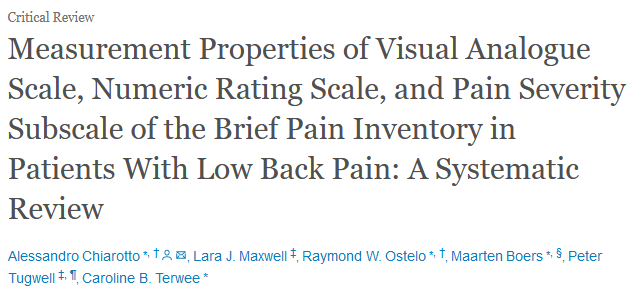 Critical Review
Measurement Properties of Visual Analogue
Scale, Numeric Rating Scale, and Pain Severity
Subscale of the Brief Pain Inventory in
Patients With Low Back Pain: A Systematic
Review
Alessandro Chiarotto *, †, Lara J. Maxwell ‡, Raymond W. Ostelo *, †, Maarten Boers *, §, Peter
Tugwell ‡, ¶, Caroline B. Terwee *